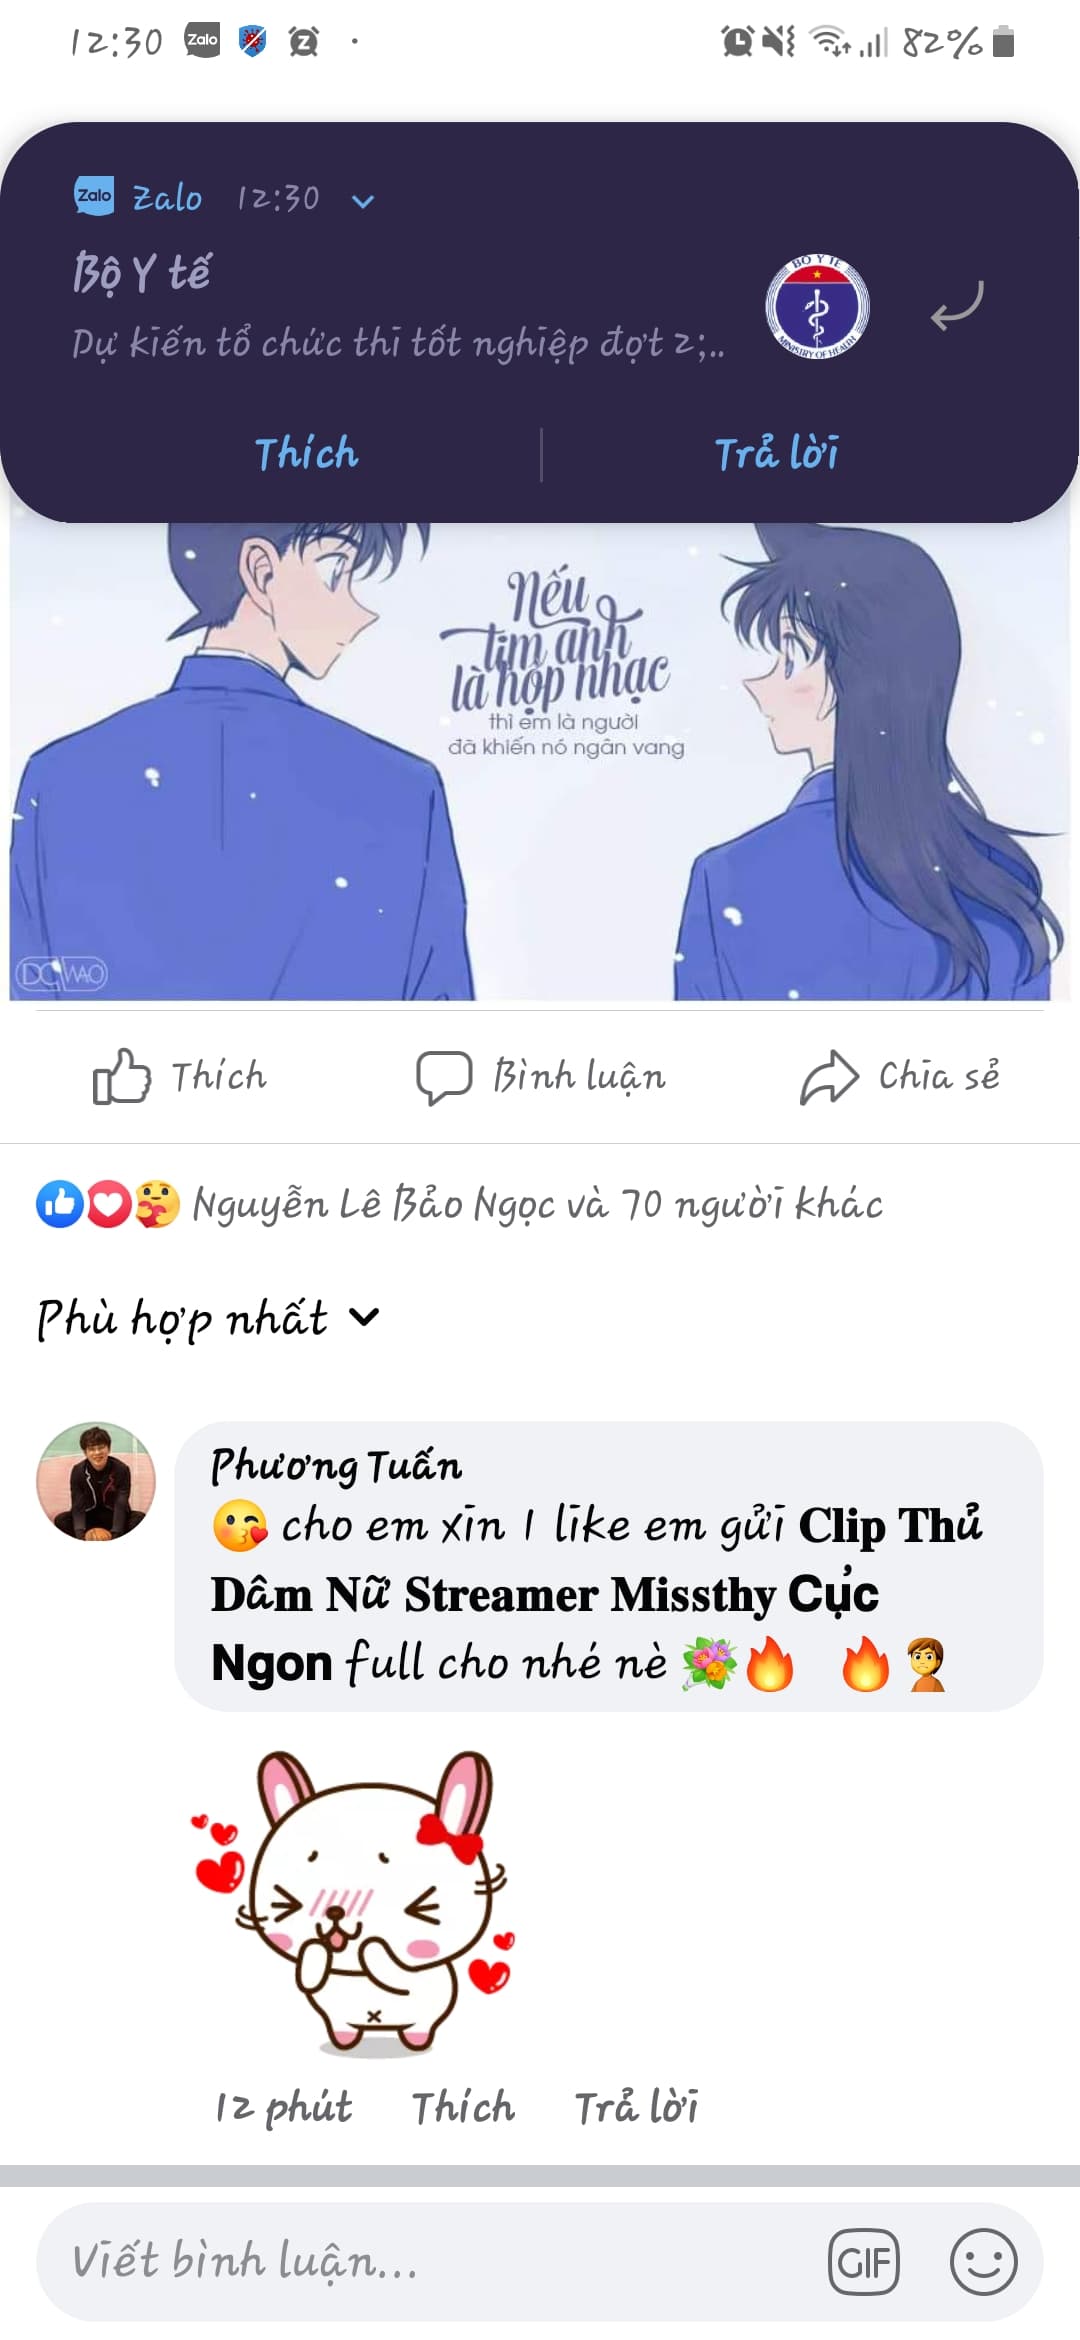 12:30 Zalo 82%
Zalo Zalo 12:30
Bộ Y tế
BỘ Y TẾ
Dự kiến tổ chức thi tốt nghiệp đợt 2;..
MINISTRY OF HEALTH
Thích Trả lời
Nếu
tim anh
là hộp nhạc
thì em là người
đã khiến nó ngân vang
Thích Bình luận Chia sẻ
Nguyễn Lê Bảo Ngọc và 70 người khác
Phù hợp nhất
Phương Tuấn
😘 cho em xin 1 like em gửi Clip Thủ
Dâm Nữ Streamer Missthy Cực
Ngon full cho nhé nè 💐🔥 🔥🙎‍♂️
12 phút Thích Trả lời
Viết bình luận...
GIF